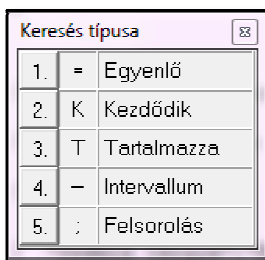 Keresés típusa
1. = Egyenlő
2. K Kezdődik
3. T Tartalmazza
4. – Intervallum
5. ; Felsorolás